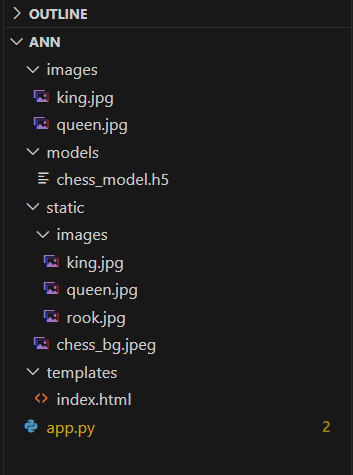 OUTLINE
ANN
images
king.jpg
queen.jpg
models
chess_model.h5
static
images
king.jpg
queen.jpg
rook.jpg
chess_bg.jpeg
templates
index.html
app.py 2